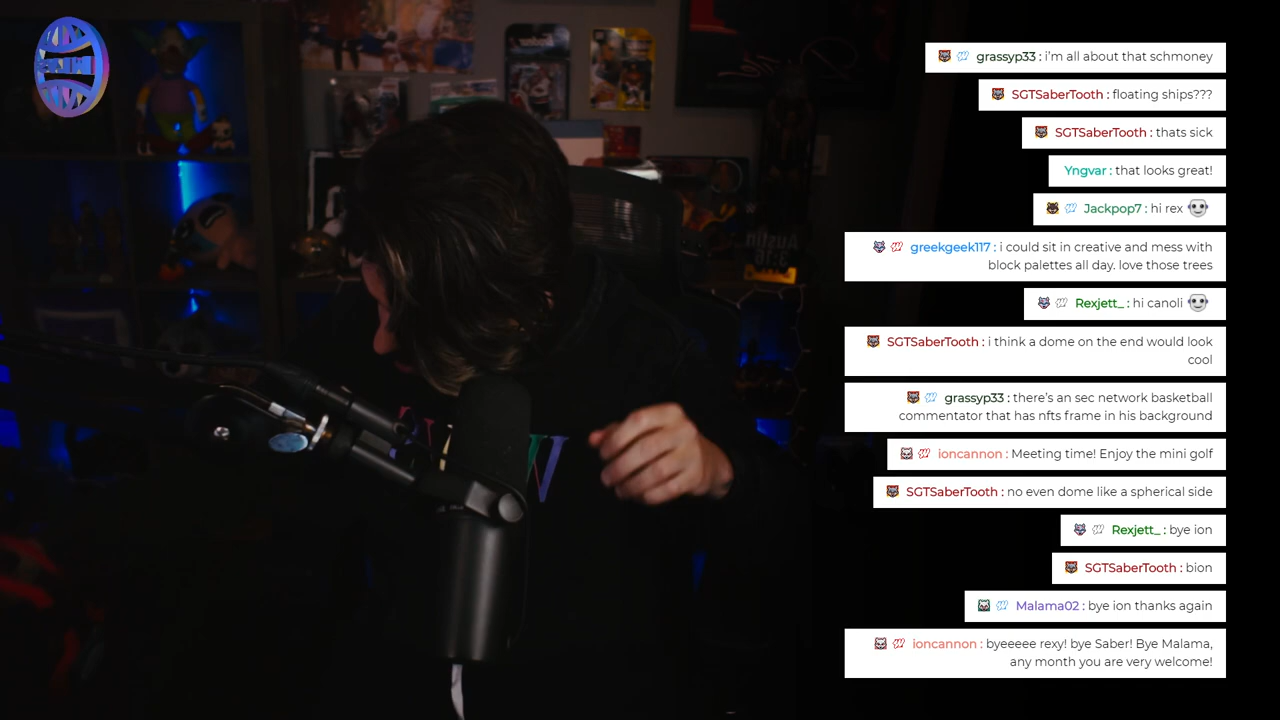 grassyp33 : i'm all about that schmoney
SGTSaberTooth : floating ships???
SGTSaberTooth : thats sick
Yngvar : that looks great!
Jackpop7 : hi rex
greekgeek117 : i could sit in creative and mess with
block palettes all day. love those trees
Rexjett_ : hi canoli
SGTSaberTooth : i think a dome on the end would look
cool
grassyp33 : there's an sec network basketball
commentator that has nfts frame in his background
ioncannon : Meeting time! Enjoy the mini golf
SGTSaberTooth : no even dome like a spherical side
Rexjett_ : bye ion
SGTSaberTooth : bion
Malama02 : bye ion thanks again
ioncannon : byeeeee rexy! bye Saber! Bye Malama,
any month you are very welcome!